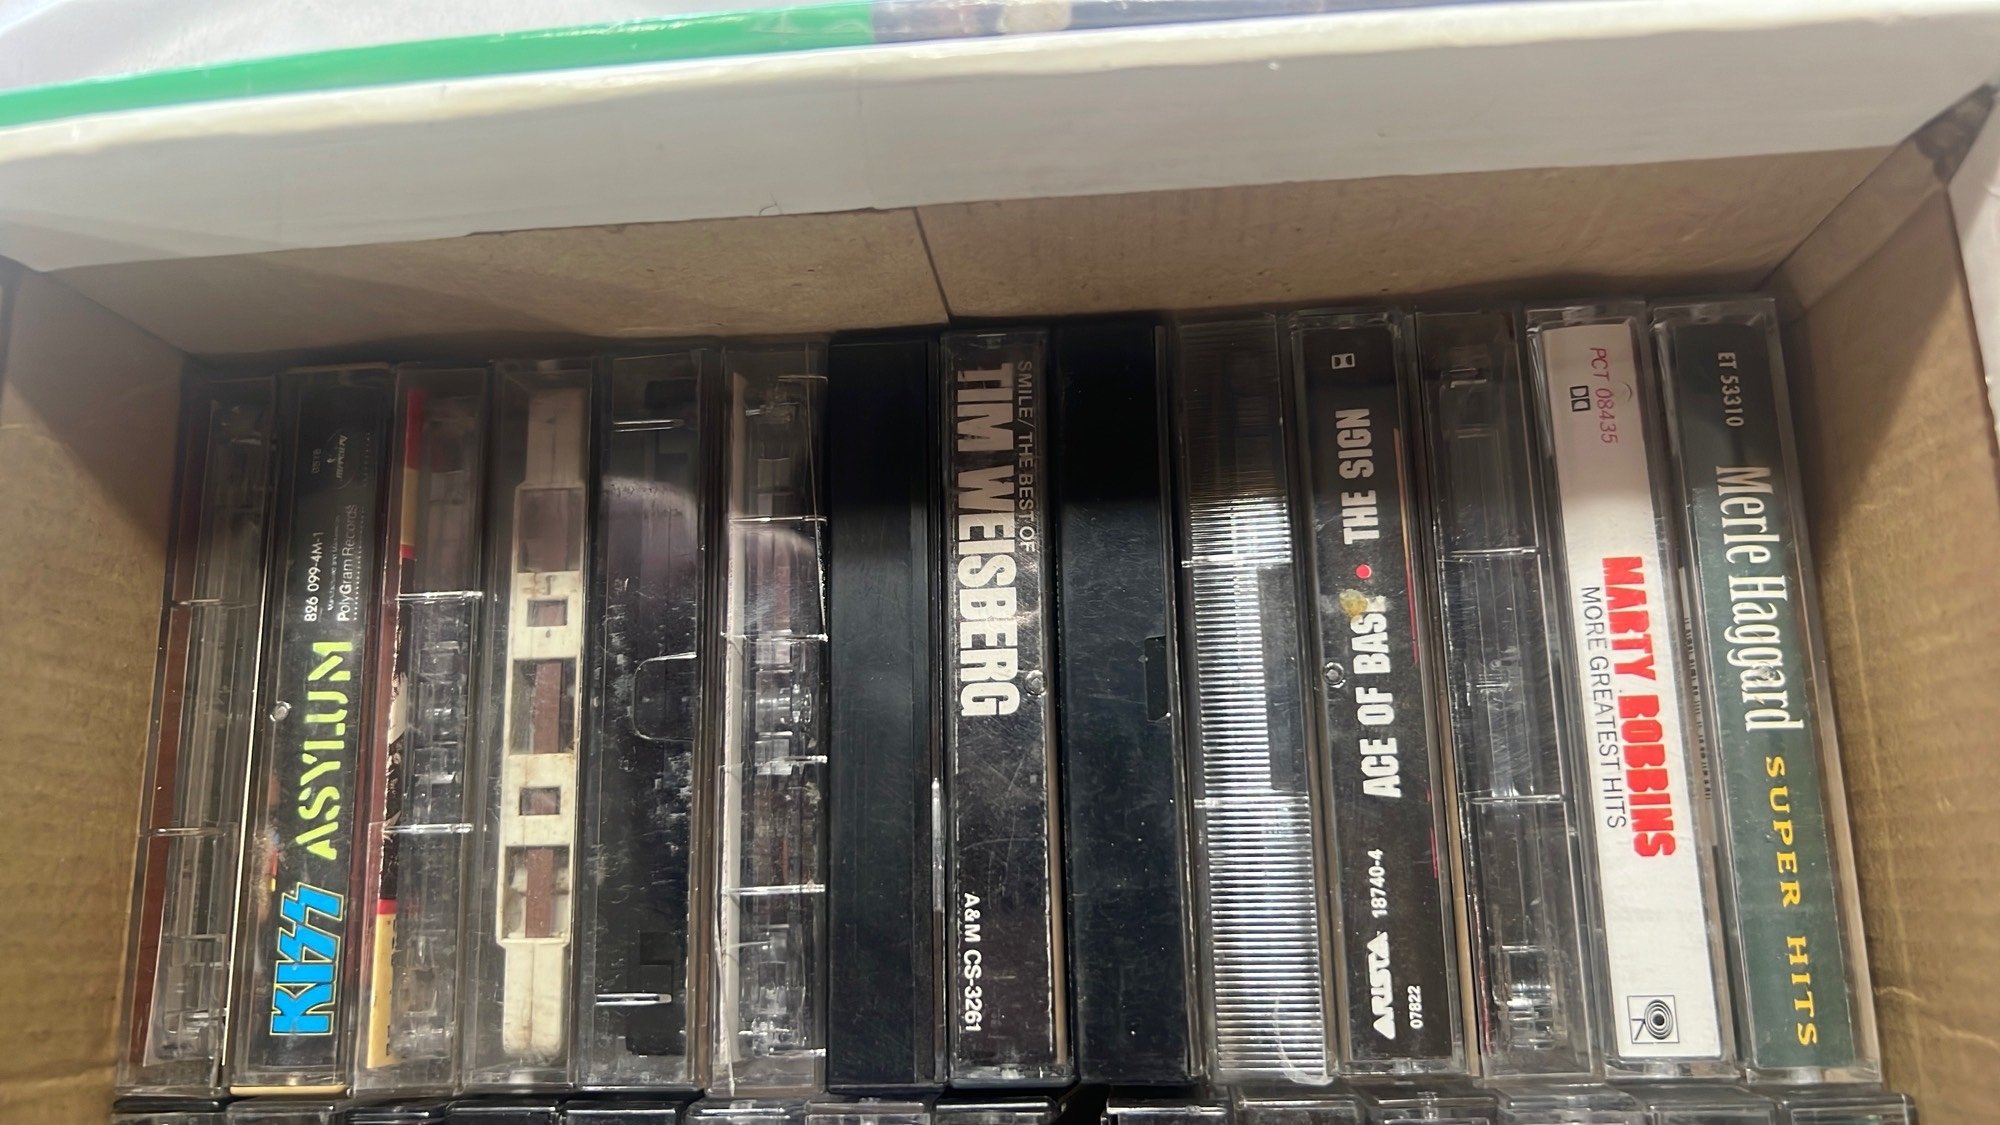 KISS ASYLUM
826 099-4M-1
PolyGram Records
mercury
SMILE/THE BEST OF
TIM WEISBERG
A&M CS-3261
ACE OF BASE • THE SIGN
ARISTA 18740-4
07822
PCT 08435
MARTY ROBBINS
MORE GREATEST HITS
ET 53310
Merle Haggard SUPER HITS